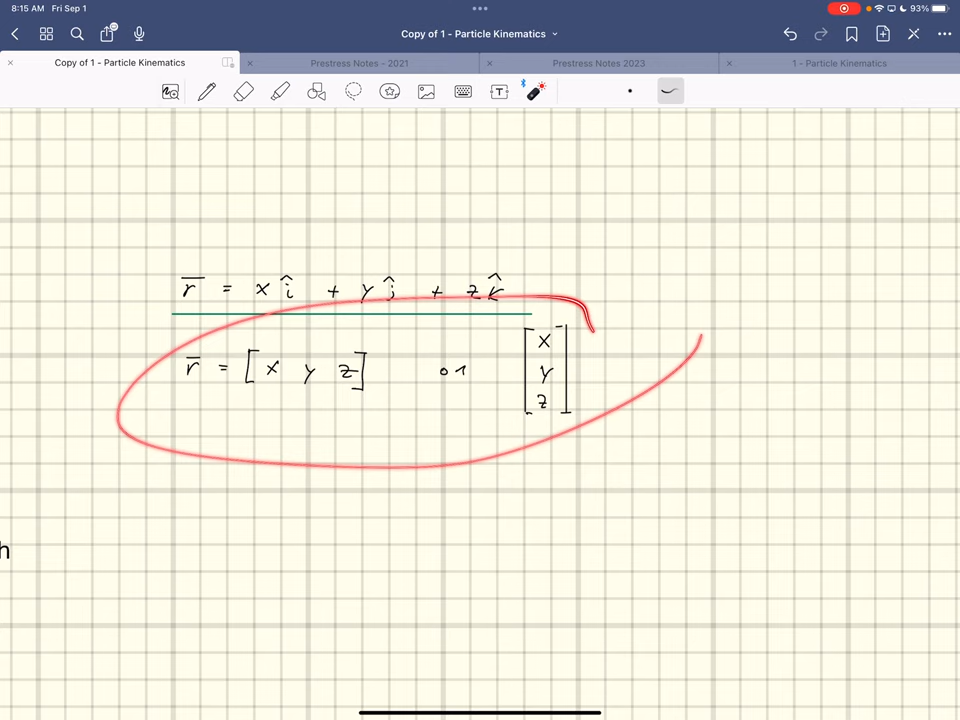 8:15 AM Fri Sep 1
93%
Copy of 1 - Particle Kinematics
Copy of 1 - Particle Kinematics
Prestress Notes - 2021
Prestress Notes 2023
1 - Particle Kinematics
T
r̅ = x î + y ĵ + z k̂
r̅ = [ x y z ] or [ x
y
z ]
h